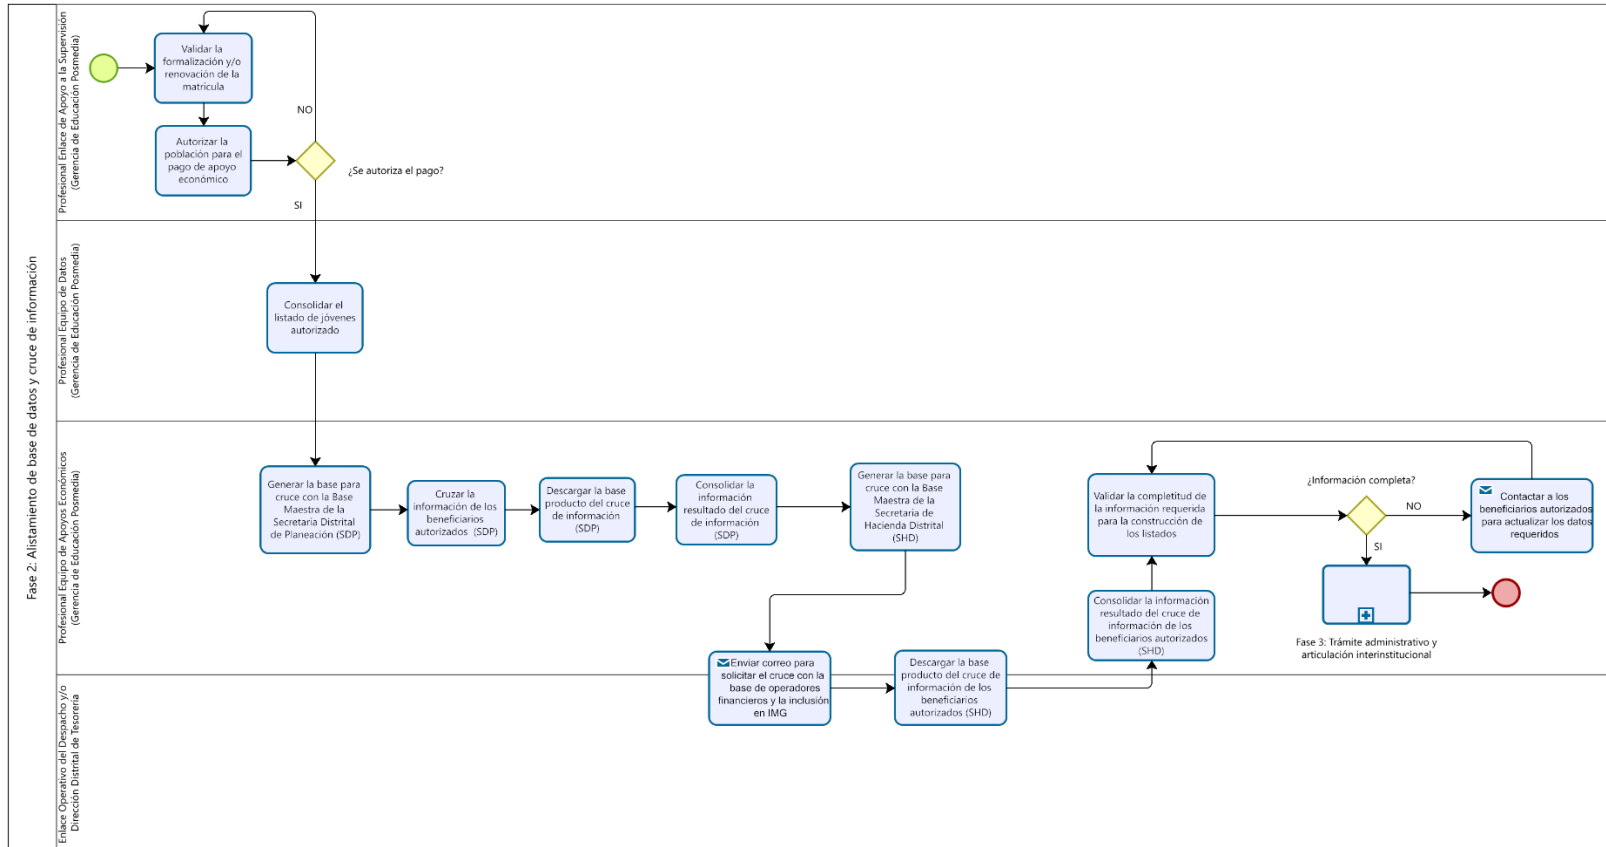 Fase 2: Alistamiento de base de datos y cruce de información
Profesional Enlace de Apoyo a la Supervisión
(Gerencia de Educación Posmedia)
Validar la
formalización y/o
renovación de la
matrícula
Autorizar la
población para el
pago de apoyo
económico
NO
¿Se autoriza el pago?
SI
Profesional Equipo de Datos
(Gerencia de Educación Posmedia)
Consolidar el
listado de jóvenes
autorizado
Profesional Equipo de Apoyos Económicos
(Gerencia de Educación Posmedia)
Generar la base para
cruce con la Base
Maestra de la
Secretaría Distrital
de Planeación (SDP)
Cruzar la
información de los
beneficiarios
autorizados (SDP)
Descargar la base
producto del cruce
de información
(SDP)
Consolidar la
información
resultado del cruce
de información
(SDP)
Generar la base para
cruce con la Base
Maestra de la
Secretaría de
Hacienda Distrital
(SHD)
Enviar correo para
solicitar el cruce con la
base de operadores
financieros y la inclusión
en IMG
Descargar la base
producto del cruce de
información de los
beneficiarios
autorizados (SHD)
Consolidar la información
resultado del cruce de
información de los
beneficiarios autorizados
(SHD)
Validar la completitud de
la información requerida
para la construcción de
los listados
¿Información completa?
NO
SI
Contactar a los
beneficiarios autorizados
para actualizar los datos
requeridos
Fase 3: Trámite administrativo y
articulación interinstitucional
Enlace Operativo del Despacho y/o
Dirección Distrital de Tesorería